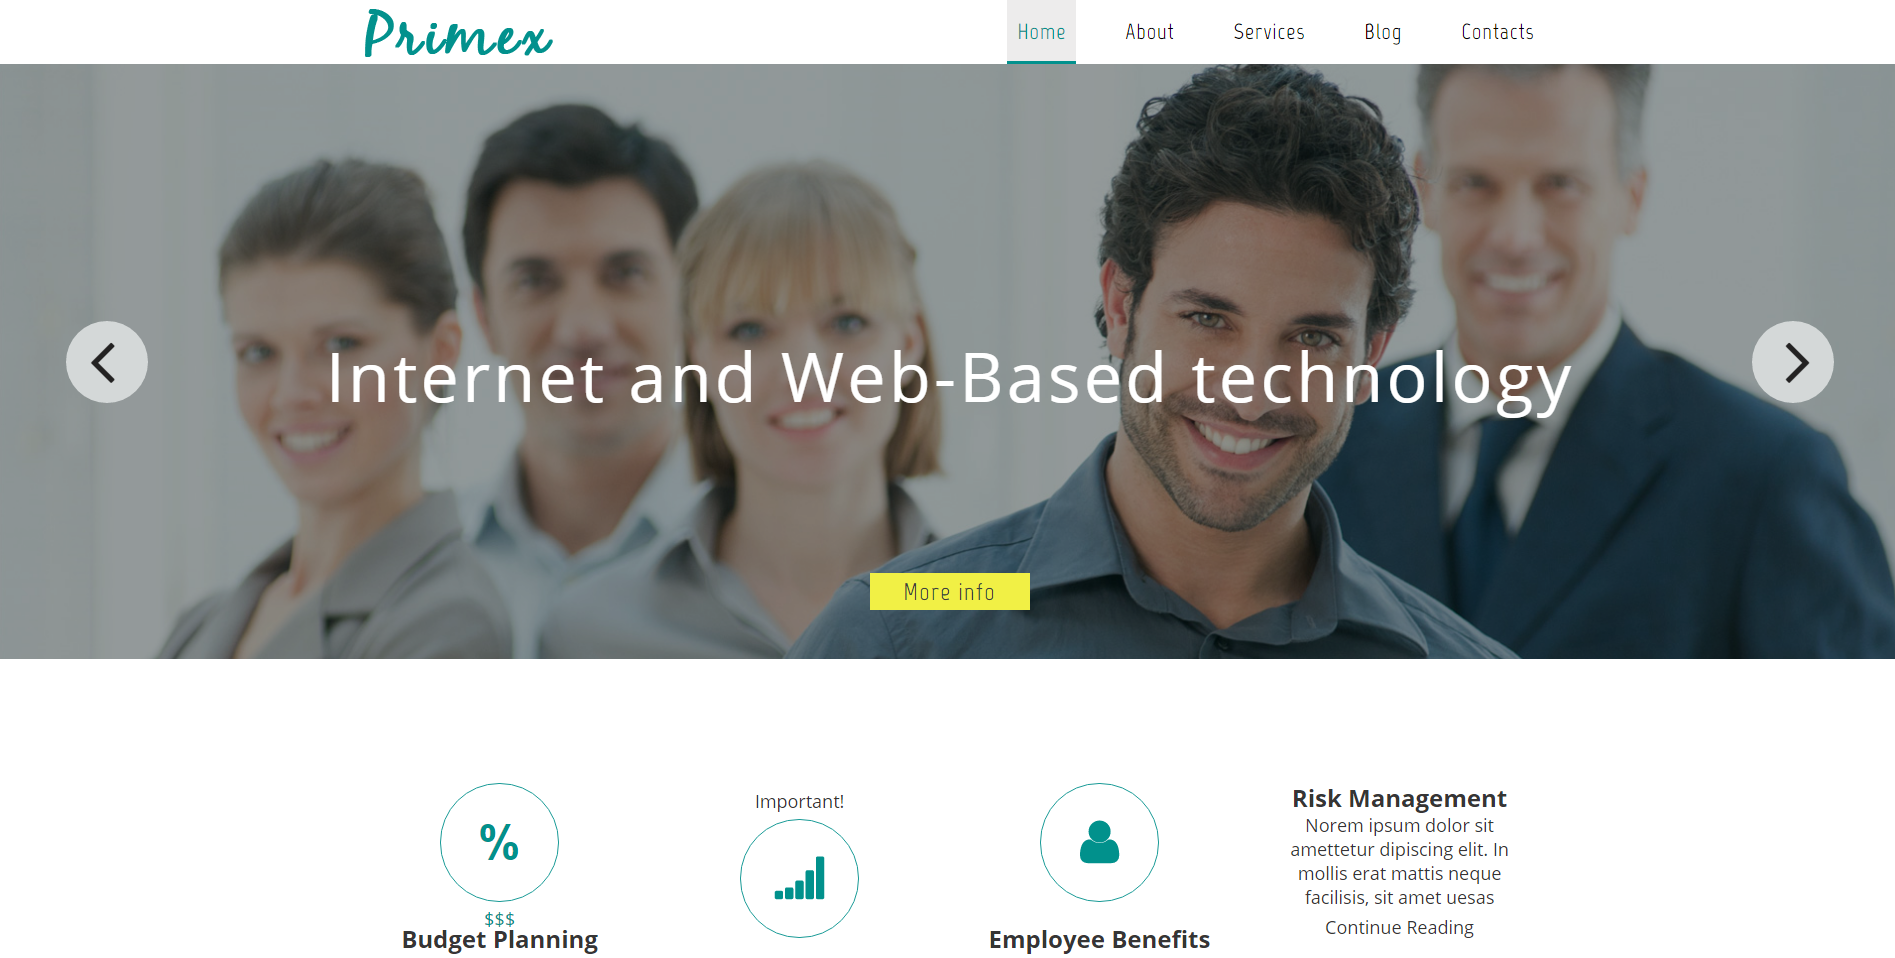 Primex
Home
About
Services
Blog
Contacts
Internet and Web-Based technology
More info
%
$$$
Budget Planning
Important!
Employee Benefits
Risk Management
Norem ipsum dolor sit
amettetur dipiscing elit. In
mollis erat mattis neque
facilisis, sit amet uesas
Continue Reading